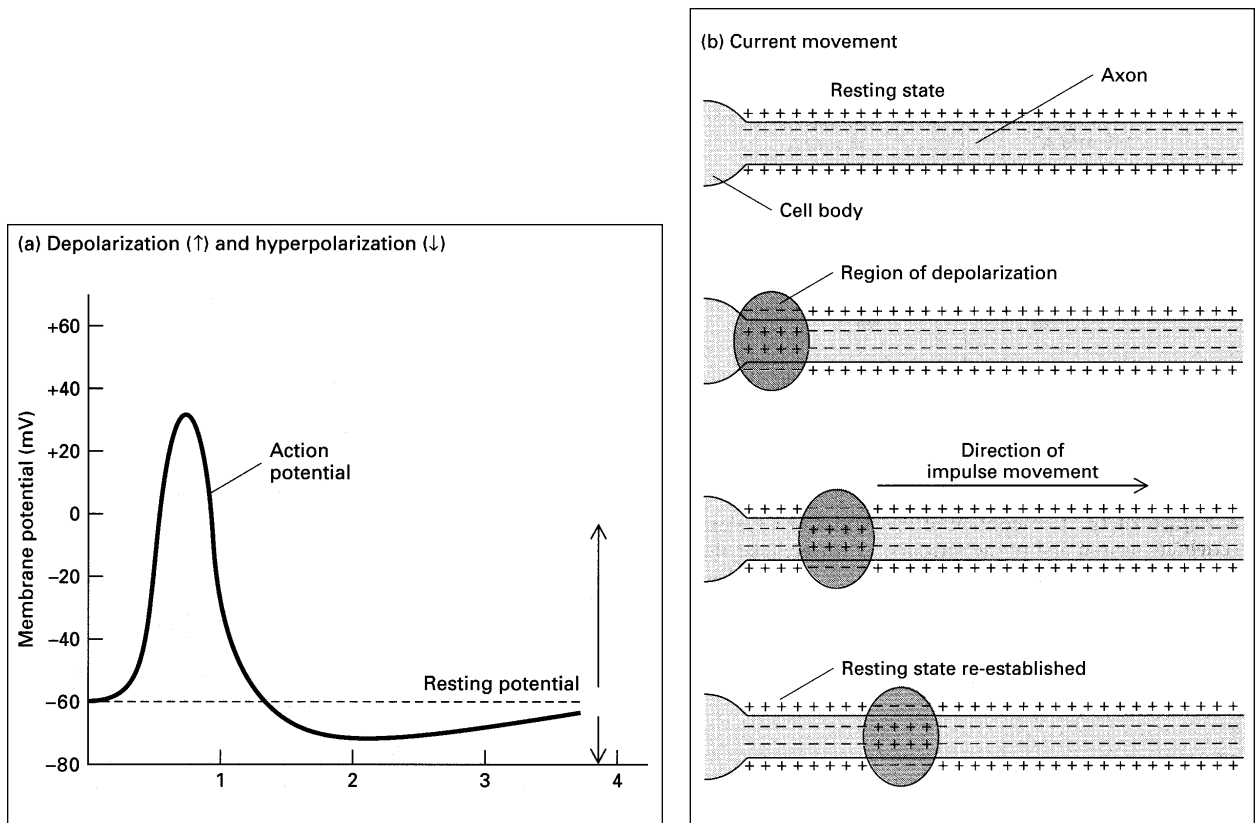 (a) Depolarization (↑) and hyperpolarization (↓)
Membrane potential (mV)
+60
+40
+20
0
−20
−40
−60
−80
1
2
3
4
Action
potential
Resting potential
(b) Current movement
Resting state
Axon
Cell body
Region of depolarization
Direction of
impulse movement
Resting state re-established